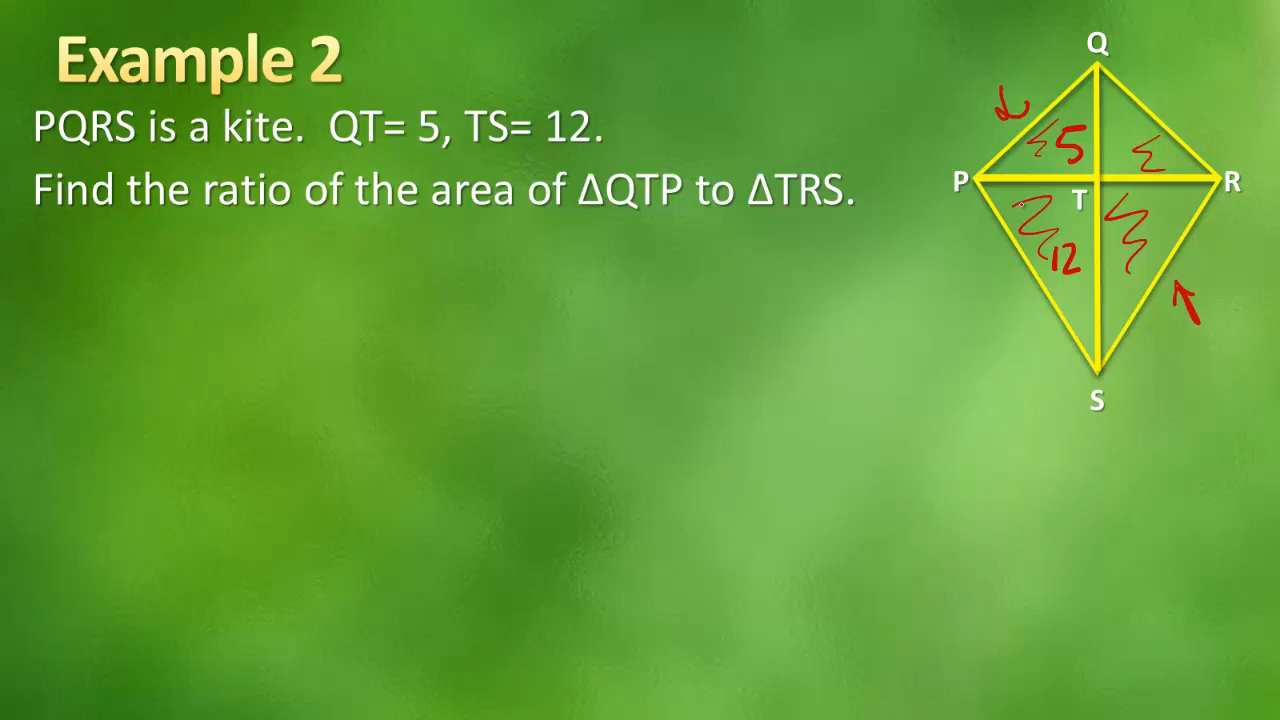 Example 2
PQRS is a kite.  QT= 5, TS= 12.
Find the ratio of the area of ΔQTP to ΔTRS.
Q
5
P
T
R
12
S